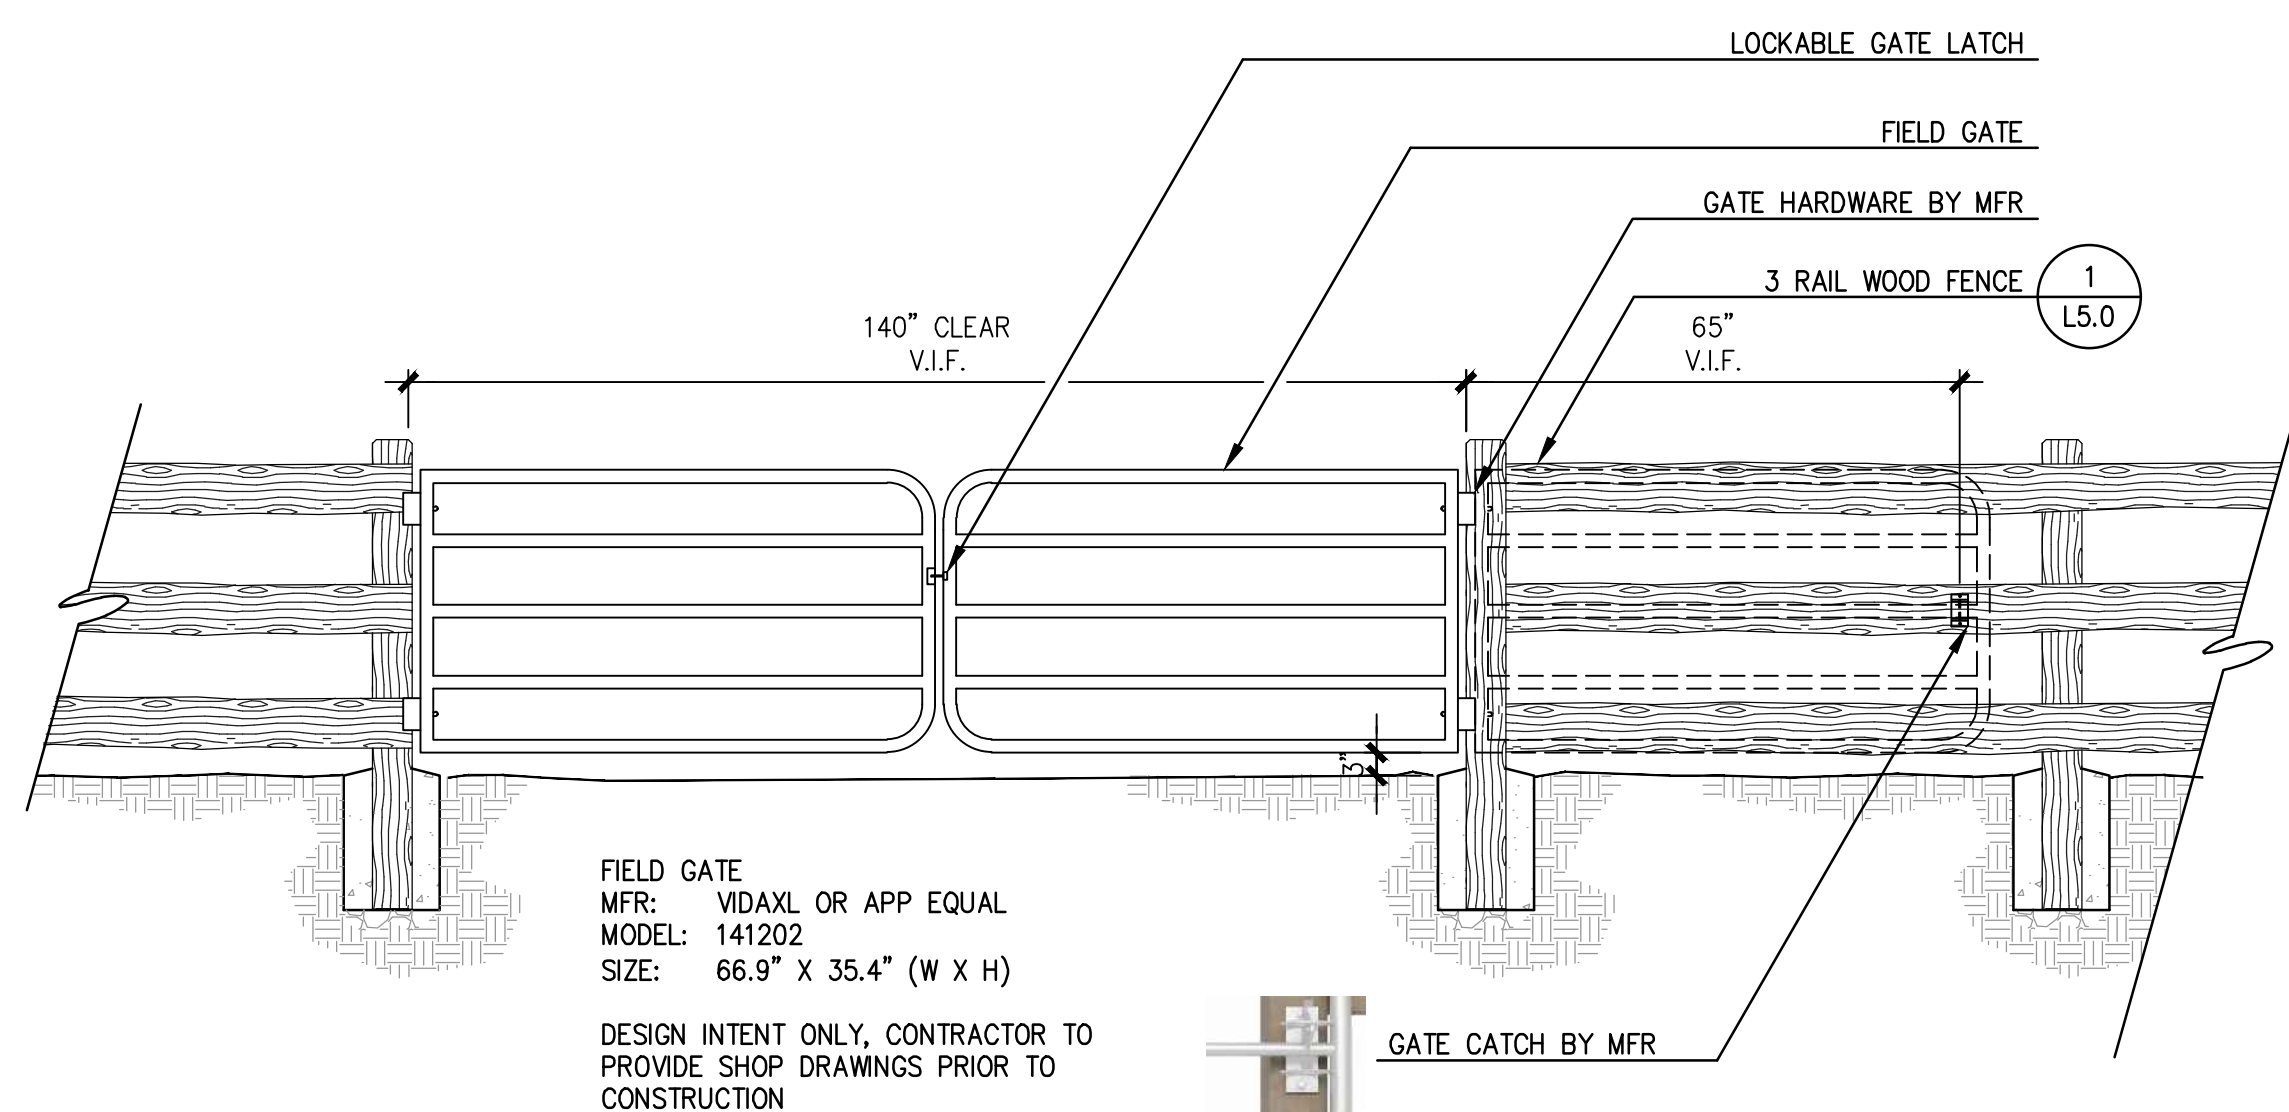 LOCKABLE GATE LATCH
FIELD GATE
GATE HARDWARE BY MFR
3 RAIL WOOD FENCE
1
L5.0
140" CLEAR
V.I.F.
65"
V.I.F.
3"
FIELD GATE
MFR: VIDAXL OR APP EQUAL
MODEL: 141202
SIZE: 66.9" X 35.4" (W X H)
DESIGN INTENT ONLY, CONTRACTOR TO
PROVIDE SHOP DRAWINGS PRIOR TO
CONSTRUCTION
GATE CATCH BY MFR